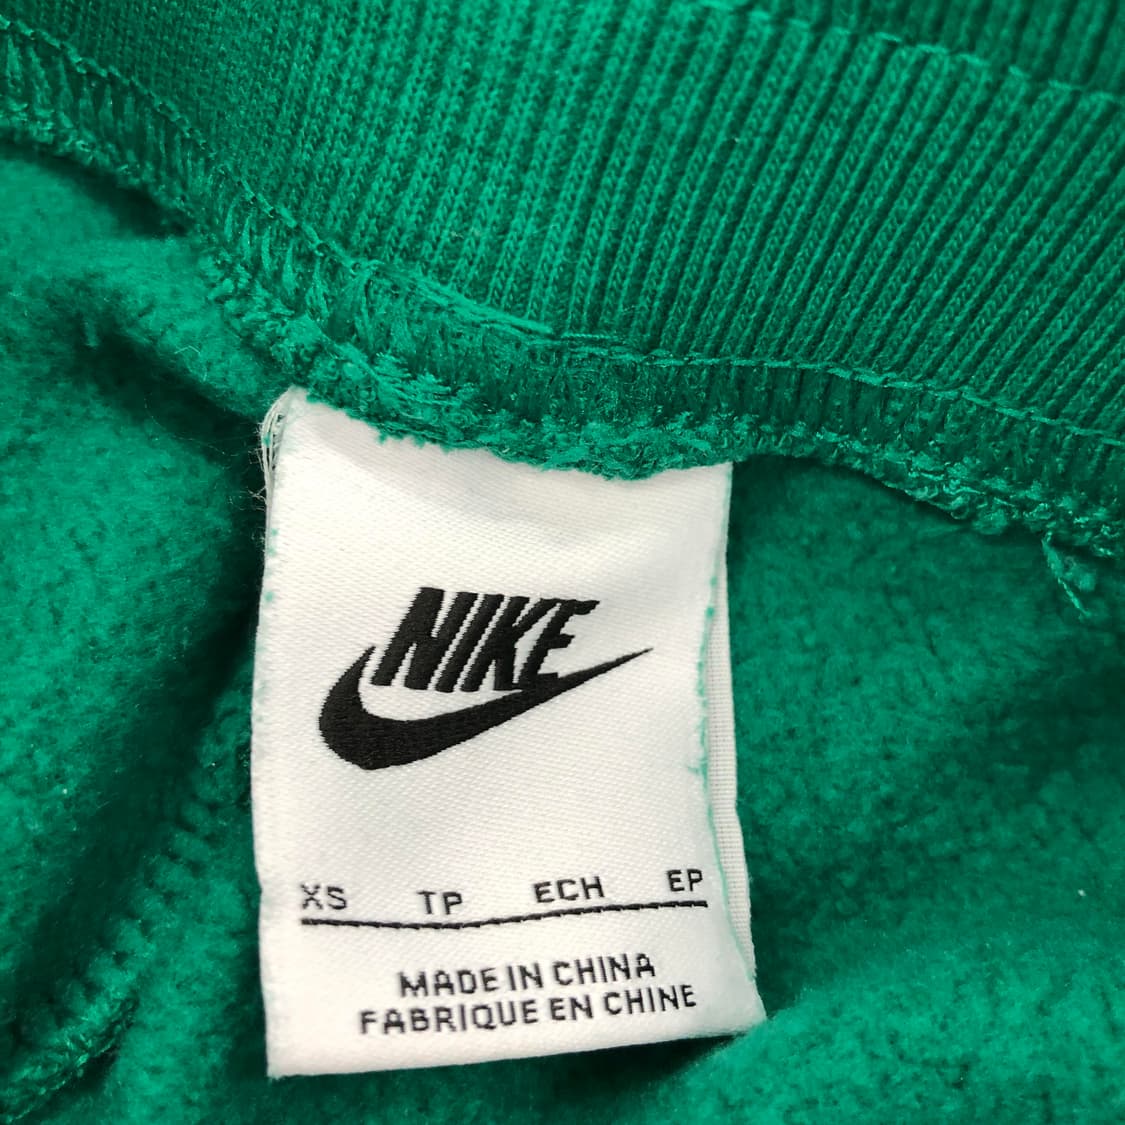 NIKE
XS TP ECH EP
MADE IN CHINA
FABRIQUE EN CHINE